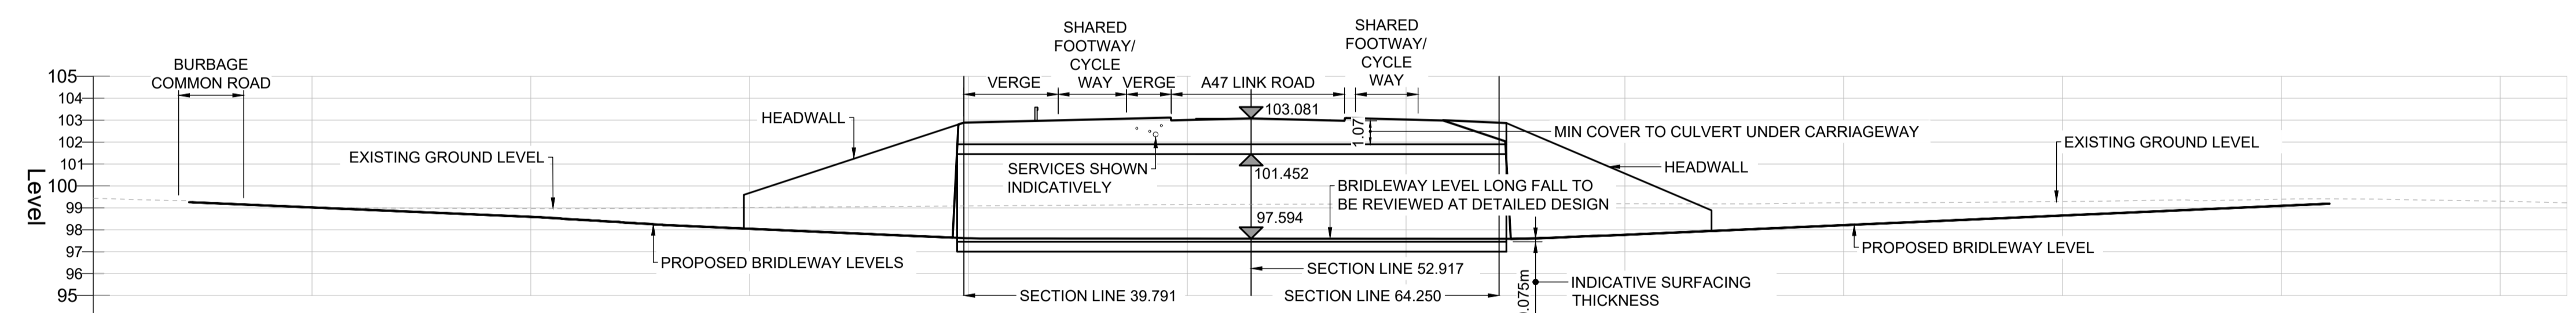 SHARED
FOOTWAY/
CYCLE
WAY
SHARED
FOOTWAY/
CYCLE
WAY
BURBAGE
COMMON ROAD
VERGE
VERGE
A47 LINK ROAD
105
104
103
102
101
100
99
98
97
96
95
Level
HEADWALL
103.081
1.07
MIN COVER TO CULVERT UNDER CARRIAGEWAY
EXISTING GROUND LEVEL
EXISTING GROUND LEVEL
SERVICES SHOWN
INDICATIVELY
101.452
HEADWALL
BRIDLEWAY LEVEL LONG FALL TO
BE REVIEWED AT DETAILED DESIGN
97.594
PROPOSED BRIDLEWAY LEVELS
PROPOSED BRIDLEWAY LEVEL
SECTION LINE 52.917
SECTION LINE 39.791
SECTION LINE 64.250
.075m
INDICATIVE SURFACING
THICKNESS